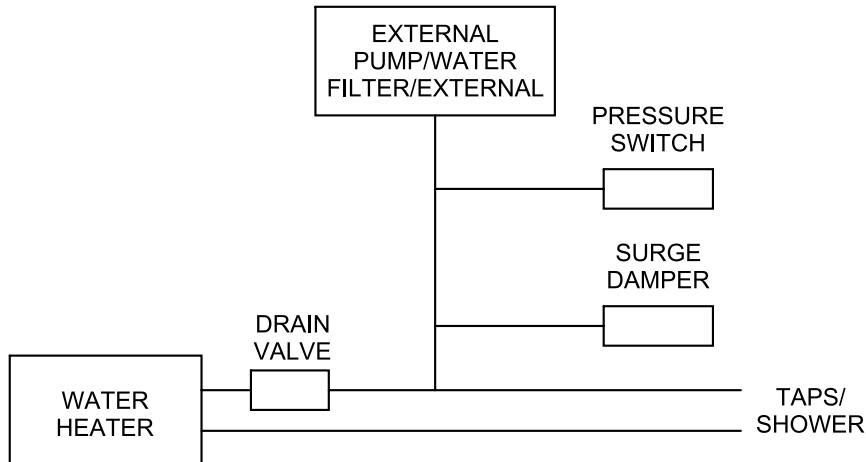 EXTERNAL
PUMP/WATER
FILTER/EXTERNAL
PRESSURE
SWITCH
SURGE
DAMPER
DRAIN
VALVE
WATER
HEATER
TAPS/
SHOWER